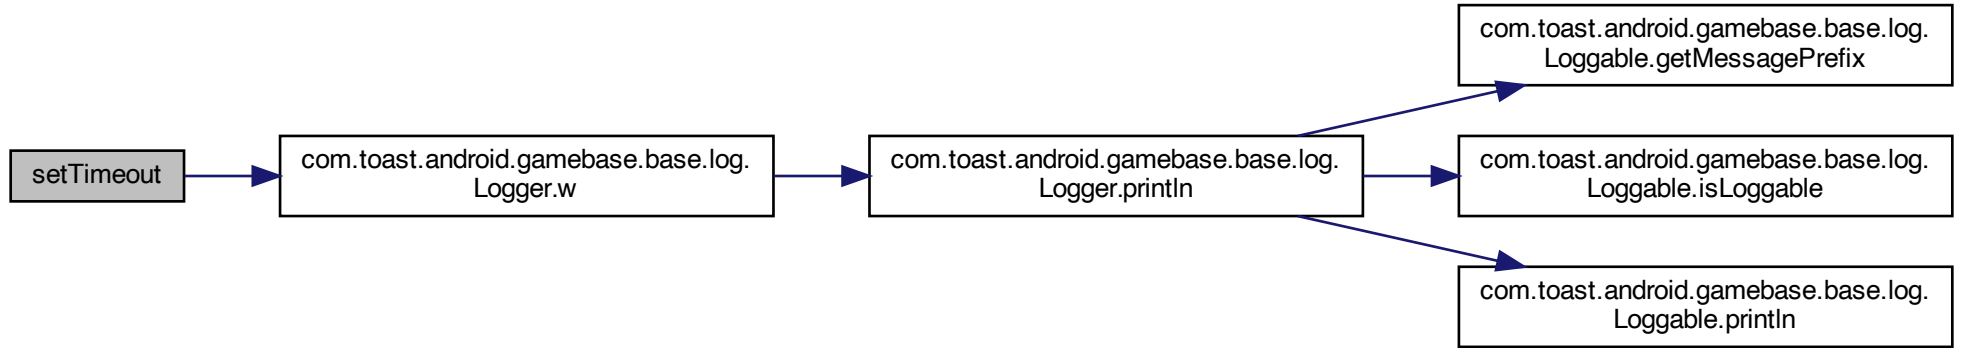 setTimeout
com.toast.android.gamebase.base.log.
Logger.w
com.toast.android.gamebase.base.log.
Logger.println
com.toast.android.gamebase.base.log.
Loggable.getMessagePrefix
com.toast.android.gamebase.base.log.
Loggable.isLoggable
com.toast.android.gamebase.base.log.
Loggable.println